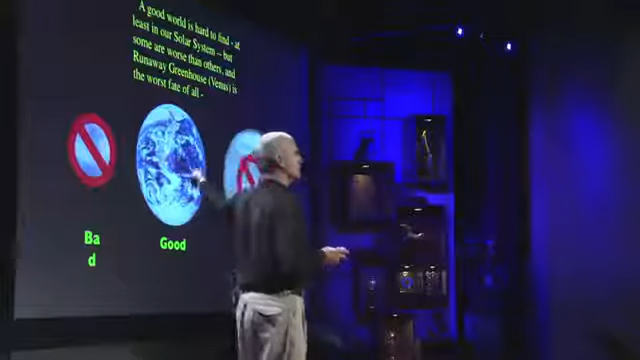 A good world is hard to find - at
least in our Solar System -- but
some are worse than others, and
Runaway Greenhouse (Venus) is
the worst fate of all -
Ba
d
Good